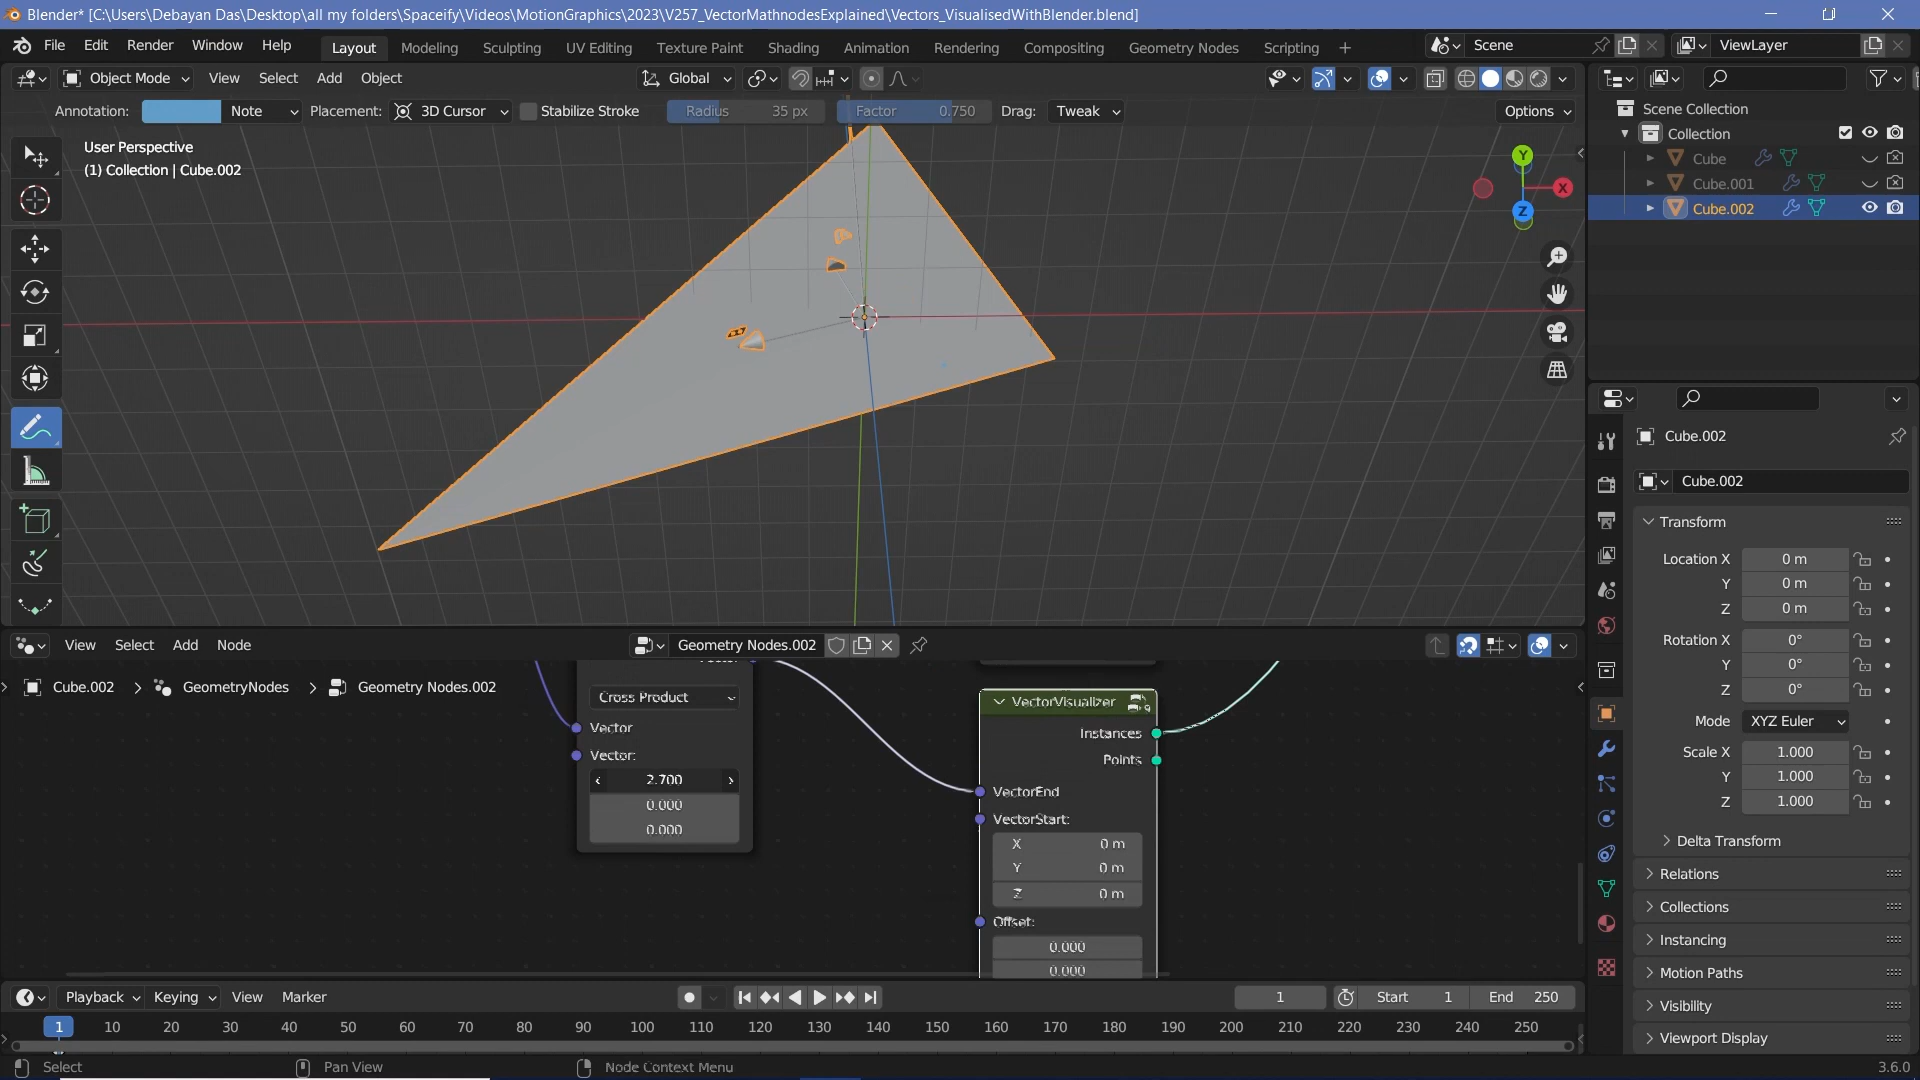 Blender* [C:\Users\Debayan Das\Desktop\all my folders\Spaceify\Videos\MotionGraphics\2023\V257_VectorMathnodesExplained\Vectors_VisualisedWithBlender.blend]
File Edit Render Window Help Layout Modeling Sculpting UV Editing Texture Paint Shading Animation Rendering Compositing Geometry Nodes Scripting + Scene ViewLayer
Object Mode View Select Add Object Global
Annotation: Note Placement: 3D Cursor Stabilize Stroke Radius 35 px Factor 0.750 Drag: Tweak Options
User Perspective
(1) Collection | Cube.002
Y
X
Z
Scene Collection
Collection
Cube
Cube.001
Cube.002
Cube.002
Cube.002
Transform
Location X 0 m
Y 0 m
Z 0 m
Rotation X 0°
Y 0°
Z 0°
Mode XYZ Euler
Scale X 1.000
Y 1.000
Z 1.000
Delta Transform
Relations
Collections
Instancing
Motion Paths
Visibility
Viewport Display
View Select Add Node Geometry Nodes.002
Cube.002 > GeometryNodes > Geometry Nodes.002
Cross Product
Vector
Vector:
2.700
0.000
0.000
VectorVisualizer
Instances
Points
VectorEnd
VectorStart:
X 0 m
Y 0 m
Z 0 m
Offset:
0.000
0.000
Playback Keying View Marker 1 Start 1 End 250
1 10 20 30 40 50 60 70 80 90 100 110 120 130 140 150 160 170 180 190 200 210 220 230 240 250
Select Pan View Node Context Menu 3.6.0